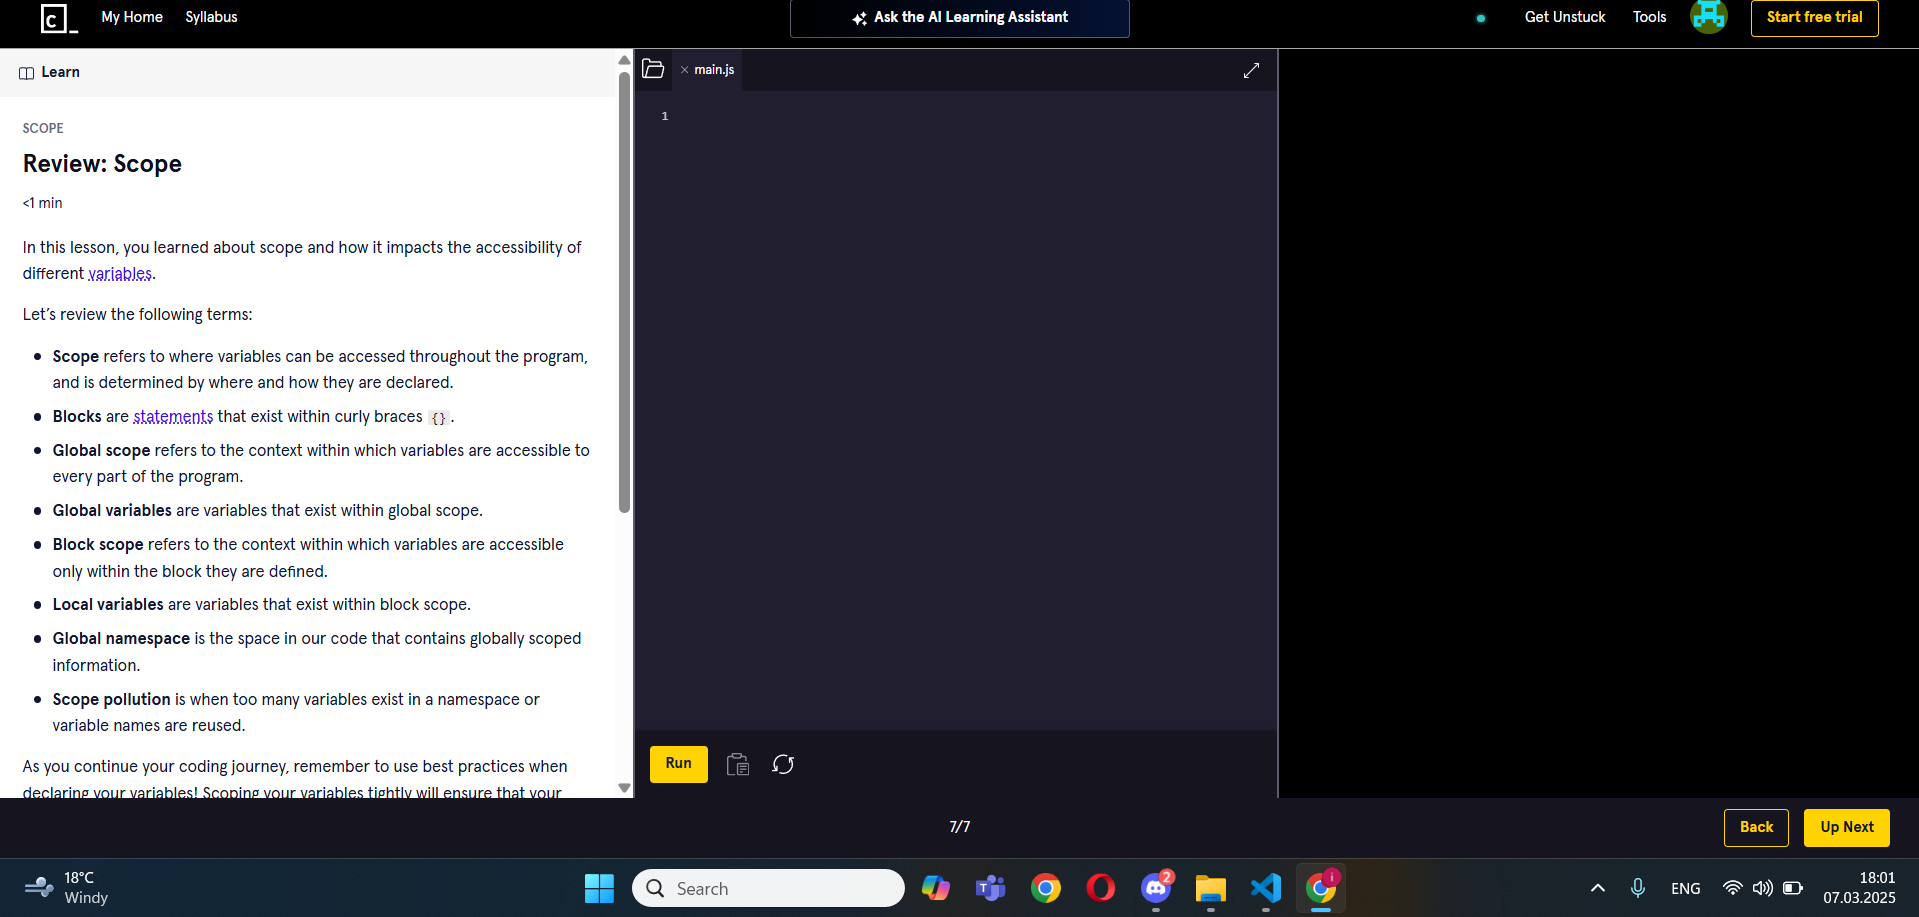 C_
My Home
Syllabus
Ask the AI Learning Assistant
Get Unstuck
Tools
Start free trial
Learn
SCOPE
Review: Scope
<1 min
In this lesson, you learned about scope and how it impacts the accessibility of
different variables.
Let’s review the following terms:
Scope refers to where variables can be accessed throughout the program,
and is determined by where and how they are declared.
Blocks are statements that exist within curly braces {}.
Global scope refers to the context within which variables are accessible to
every part of the program.
Global variables are variables that exist within global scope.
Block scope refers to the context within which variables are accessible
only within the block they are defined.
Local variables are variables that exist within block scope.
Global namespace is the space in our code that contains globally scoped
information.
Scope pollution is when too many variables exist in a namespace or
variable names are reused.
As you continue your coding journey, remember to use best practices when
declaring your variables! Scoping your variables tightly will ensure that your
main.js
1
Run
7/7
Back
Up Next
18°C
Windy
Search
2
ENG
18:01
07.03.2025